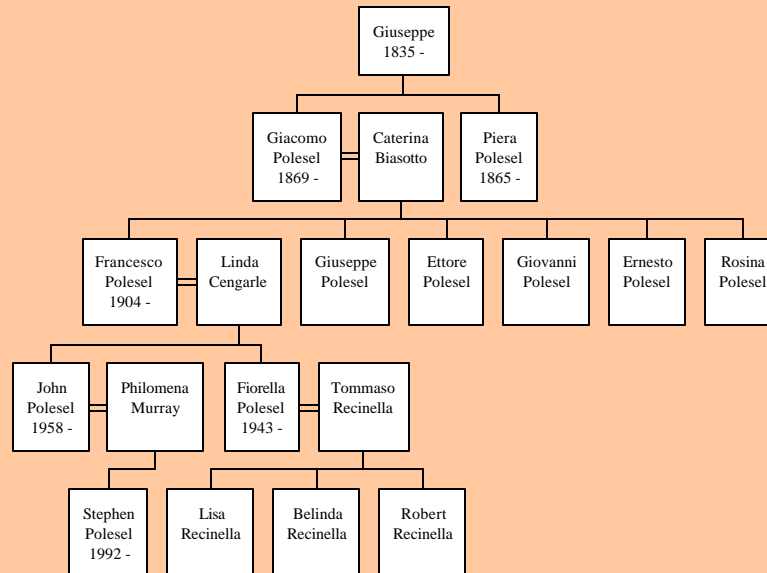 Giuseppe
1835 -
Giacomo
Polesel
1869 -
Caterina
Biasotto
Piera
Polesel
1865 -
Francesco
Polesel
1904 -
Linda
Cengarle
Giuseppe
Polesel
Ettore
Polesel
Giovanni
Polesel
Ernesto
Polesel
Rosina
Polesel
John
Polesel
1958 -
Philomena
Murray
Fiorella
Polesel
1943 -
Tommaso
Recinella
Stephen
Polesel
1992 -
Lisa
Recinella
Belinda
Recinella
Robert
Recinella